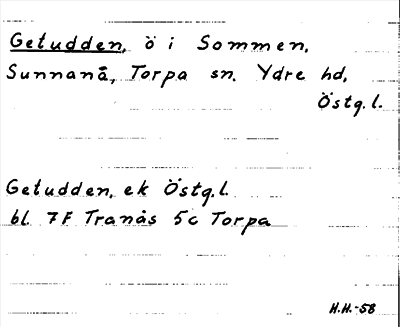 Getudden, ö i Sommen,
Sunnanå, Torpa sn. Ydre hd,
Östg.l.
Getudden, ek Östg.l.
bl. 7F Tranås 5c Torpa
H.H.-58